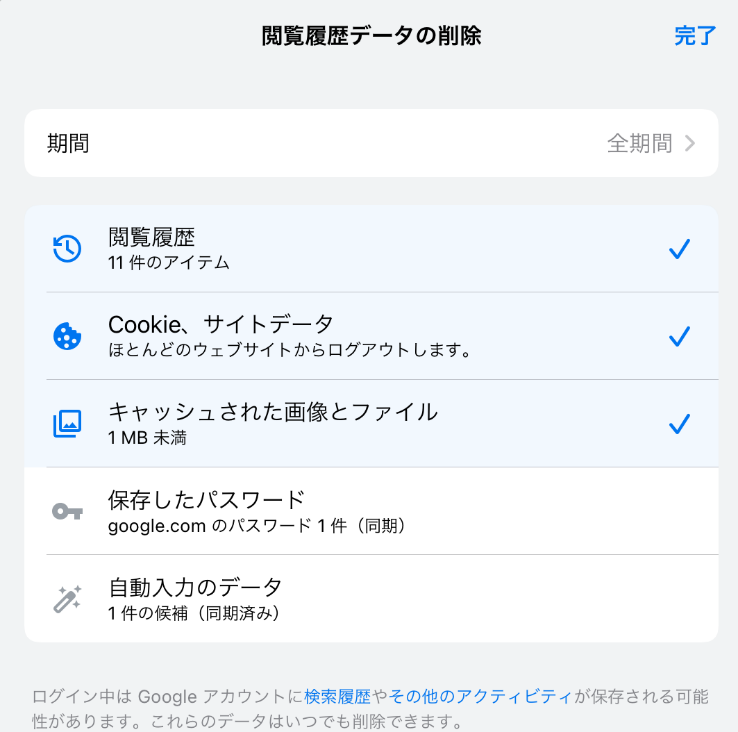 閲覧履歴データの削除
完了
期間
全期間
閲覧履歴
11 件のアイテム
Cookie、サイトデータ
ほとんどのウェブサイトからログアウトします。
キャッシュされた画像とファイル
1 MB 未満
保存したパスワード
google.com のパスワード 1 件（同期）
自動入力のデータ
1 件の候補（同期済み）
ログイン中は Google アカウントに検索履歴やその他のアクティビティが保存される可能
性があります。これらのデータはいつでも削除できます。